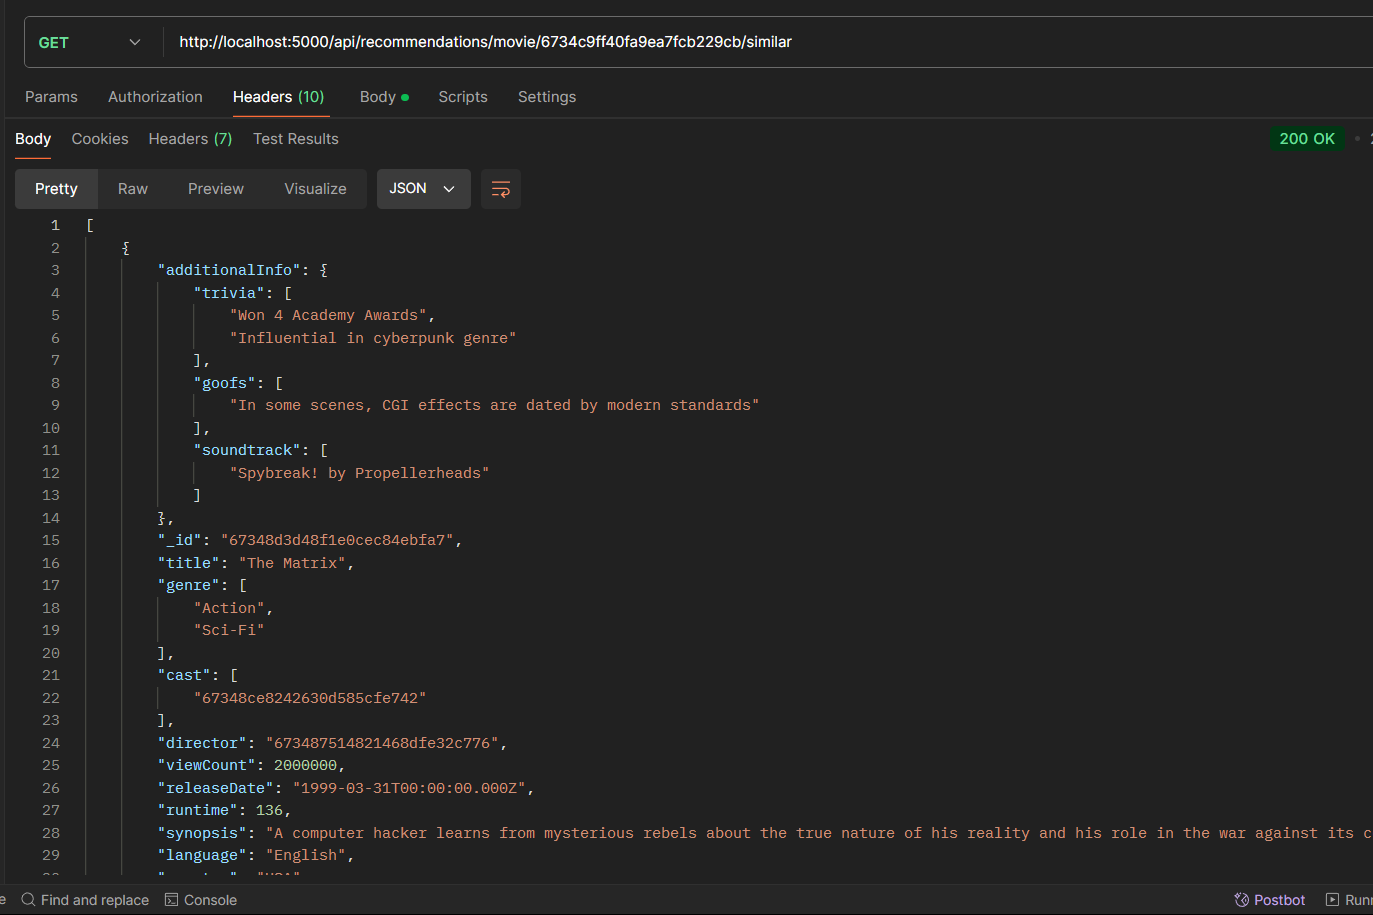 GET http://localhost:5000/api/recommendations/movie/6734c9ff40fa9ea7fcb229cb/similar
Params Authorization Headers (10) Body Scripts Settings
Body Cookies Headers (7) Test Results 200 OK
Pretty Raw Preview Visualize JSON
1 [
2 {
3 "additionalInfo": {
4 "trivia": [
5 "Won 4 Academy Awards",
6 "Influential in cyberpunk genre"
7 ],
8 "goofs": [
9 "In some scenes, CGI effects are dated by modern standards"
10 ],
11 "soundtrack": [
12 "Spybreak! by Propellerheads"
13 ]
14 },
15 "_id": "67348d3d48f1e0cec84ebfa7",
16 "title": "The Matrix",
17 "genre": [
18 "Action",
19 "Sci-Fi"
20 ],
21 "cast": [
22 "67348ce8242630d585cfe742"
23 ],
24 "director": "673487514821468dfe32c776",
25 "viewCount": 2000000,
26 "releaseDate": "1999-03-31T00:00:00.000Z",
27 "runtime": 136,
28 "synopsis": "A computer hacker learns from mysterious rebels about the true nature of his reality and his role in the war against its c
29 "language": "English",
Find and replace Console Postbot Runn